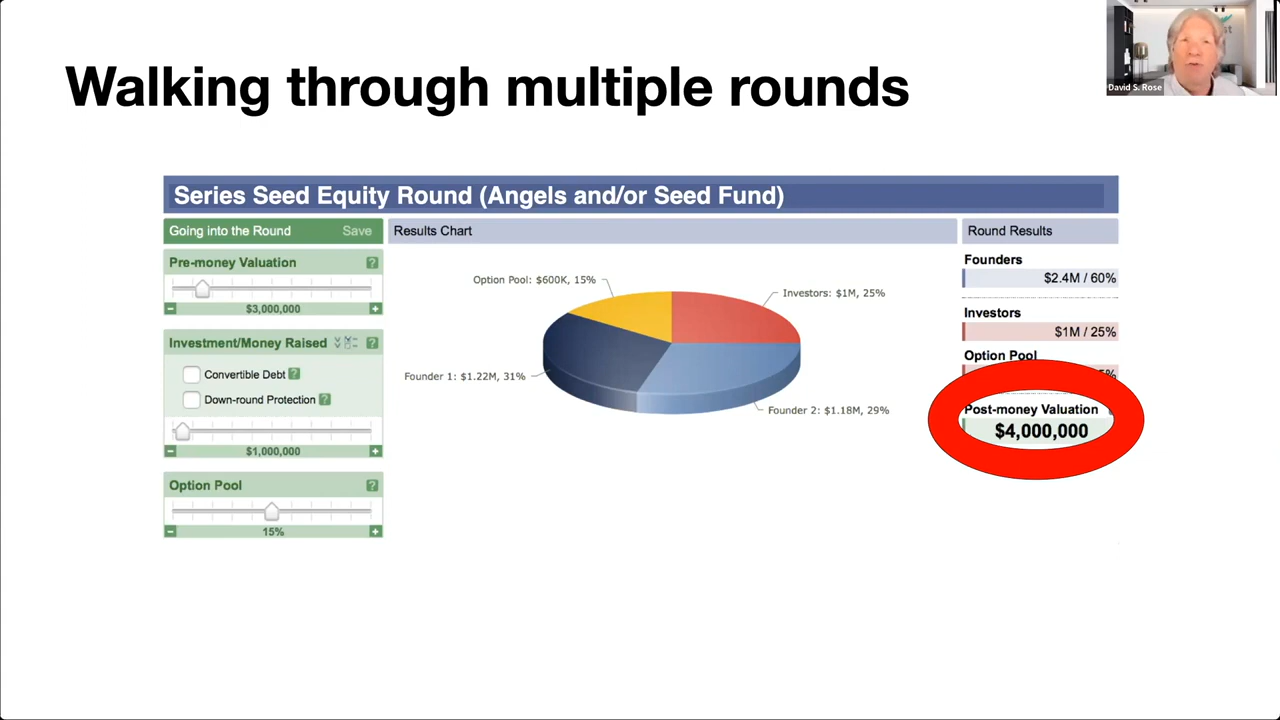 David S. Rose
Walking through multiple rounds
Series Seed Equity Round (Angels and/or Seed Fund)
Going into the Round
Save
Pre-money Valuation
?
-
$3,000,000
+
Investment/Money Raised
?
Convertible Debt ?
Down-round Protection ?
-
$1,000,000
+
Option Pool
?
-
15%
+
Results Chart
Option Pool: $600K, 15%
Investors: $1M, 25%
Founder 1: $1.22M, 31%
Founder 2: $1.18M, 29%
Round Results
Founders
$2.4M / 60%
Investors
$1M / 25%
Option Pool
Post-money Valuation
$4,000,000